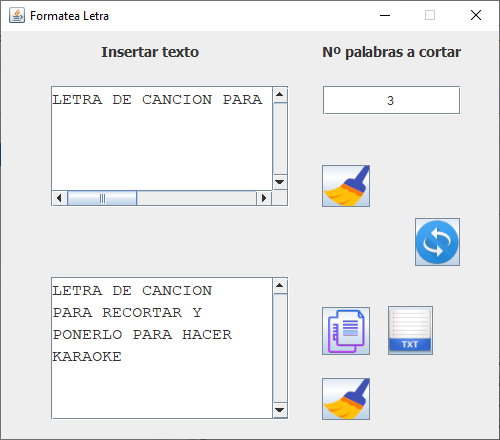 Formatea Letra
Insertar texto
Nº palabras a cortar
LETRA DE CANCION PARA
3
LETRA DE CANCION
PARA RECORTAR Y
PONERLO PARA HACER
KARAOKE
TXT